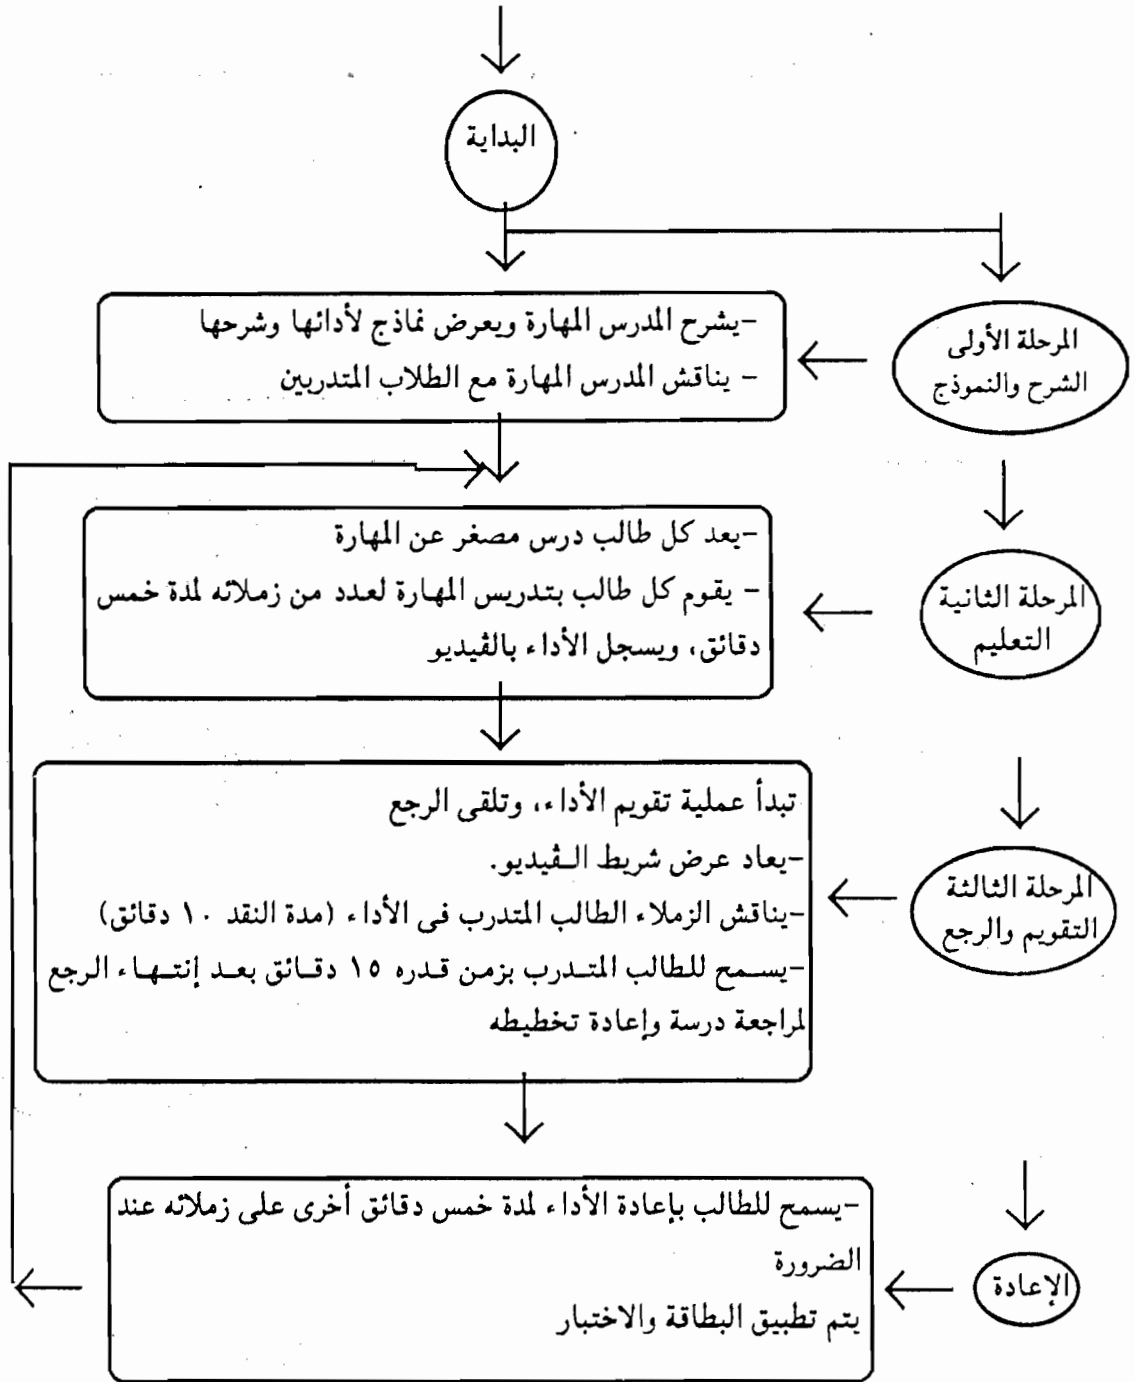 البداية
المرحلة الأولى
الشرح والنموذج
-يشرح المدرس المهارة ويعرض نماذج لأدائها وشرحها
- يناقش المدرس المهارة مع الطلاب المتدربين
المرحلة الثانية
التعليم
-يعد كل طالب درس مصغر عن المهارة
- يقوم كل طالب بتدريس المهارة لعدد من زملائه لمدة خمس
دقائق، ويسجل الأداء بالڤيديو
المرحلة الثالثة
التقويم والرجع
تبدأ عملية تقويم الأداء، وتلقى الرجع
-يعاد عرض شريط الڤيديو.
-يناقش الزملاء الطالب المتدرب فى الأداء (مدة النقد ١٠ دقائق)
-يسمح للطالب المتدرب بزمن قدره ١٥ دقائق بعد إنتهاء الرجع
لمراجعة درسة وإعادة تخطيطه
الإعادة
-يسمح للطالب بإعادة الأداء لمدة خمس دقائق أخرى على زملائه عند
الضرورة
يتم تطبيق البطاقة والاختبار